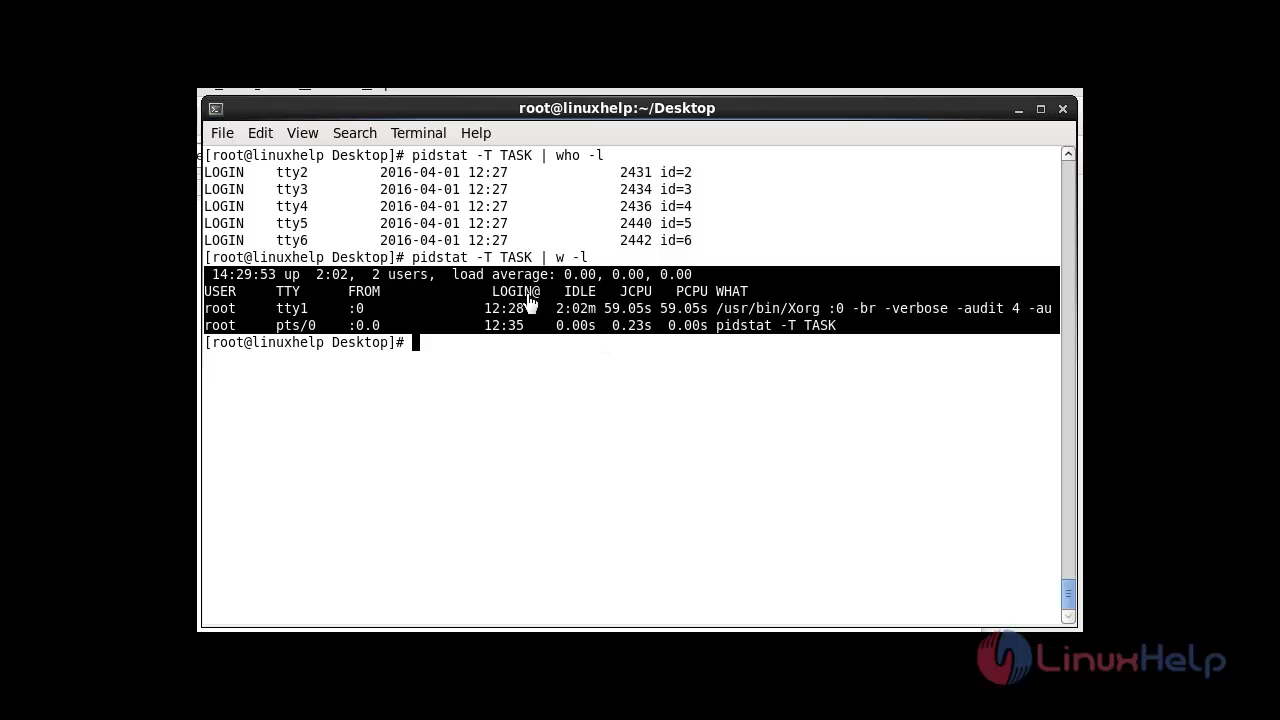 root@linuxhelp:~/Desktop
File Edit View Search Terminal Help
[root@linuxhelp Desktop]# pidstat -T TASK | who -l
LOGIN    tty2         2016-04-01 12:27              2431 id=2
LOGIN    tty3         2016-04-01 12:27              2434 id=3
LOGIN    tty4         2016-04-01 12:27              2436 id=4
LOGIN    tty5         2016-04-01 12:27              2440 id=5
LOGIN    tty6         2016-04-01 12:27              2442 id=6
[root@linuxhelp Desktop]# pidstat -T TASK | w -l
 14:29:53 up  2:02,  2 users,  load average: 0.00, 0.00, 0.00
USER     TTY      FROM              LOGIN@   IDLE   JCPU   PCPU WHAT
root     tty1     :0               12:28    2:02m 59.05s 59.05s /usr/bin/Xorg :0 -br -verbose -audit 4 -au
root     pts/0    :0.0             12:35    0.00s  0.23s  0.00s pidstat -T TASK
[root@linuxhelp Desktop]#
LinuxHelp